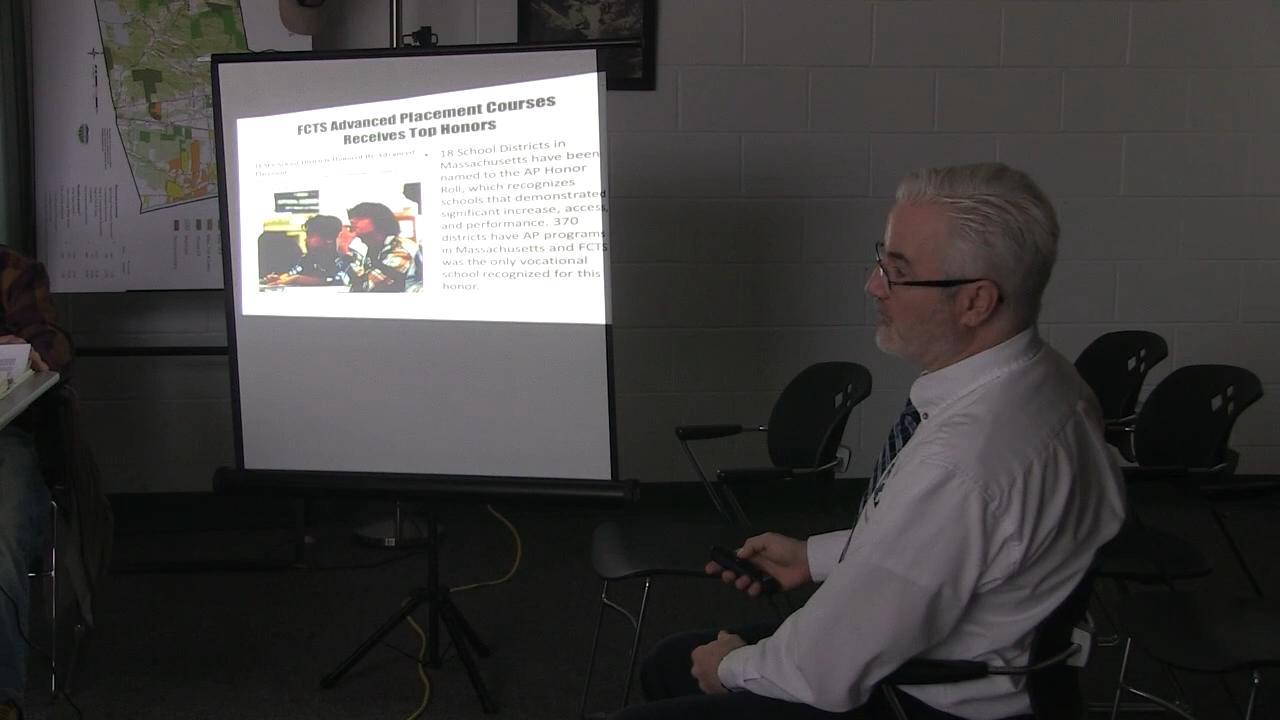 FCTS Advanced Placement Courses
Receives Top Honors
• 18 School Districts in
Massachusetts have been
named to the AP Honor
Roll, which recognizes
schools that demonstrated
significant increase, access,
and performance. 370
districts have AP programs
in Massachusetts and FCTS
was the only vocational
school recognized for this
honor.